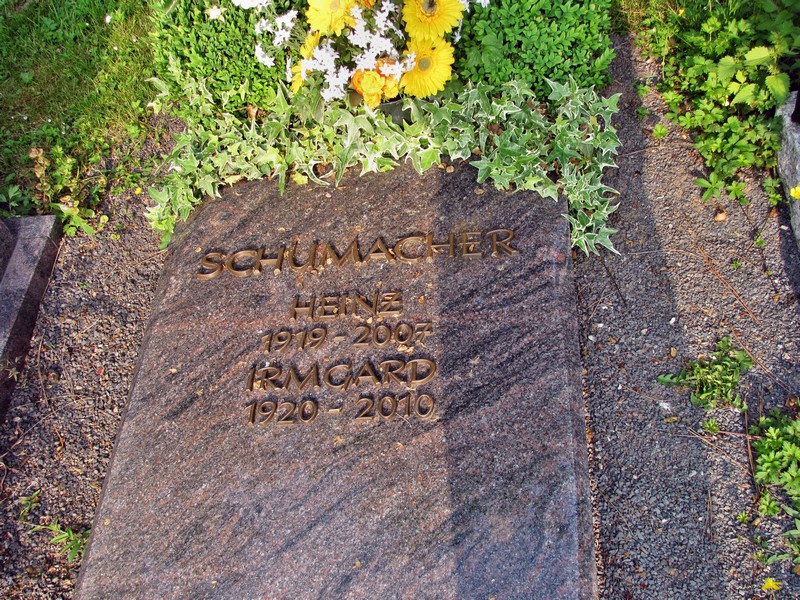 SCHUMACHER
HEINZ
1919 - 2007
IRMGARD
1920 - 2010